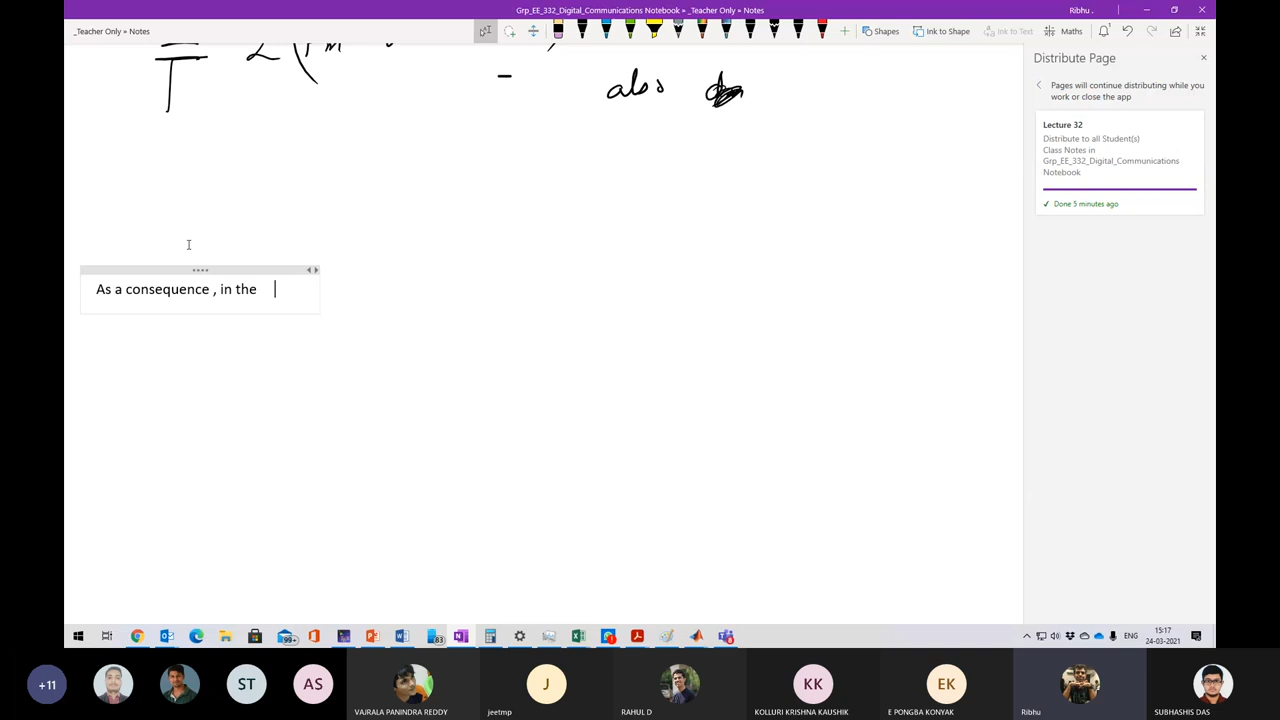 Grp_EE_332_Digital_Communications Notebook » _Teacher Only » Notes
Ribhu .
_Teacher Only » Notes
Shapes
Ink to Shape
Ink to Text
Maths
also
Distribute Page
Pages will continue distributing while you
work or close the app
Lecture 32
Distribute to all Student(s)
Class Notes in
Grp_EE_332_Digital_Communications
Notebook
Done 5 minutes ago
As a consequence , in the
99+
83
ENG
15:17
24-03-2021
+11
ST
AS
J
KK
EK
VAJRALA PANINDRA REDDY
jeetmp
RAHUL D
KOLLURI KRISHNA KAUSHIK
E PONGBA KONYAK
Ribhu
SUBHASHIS DAS